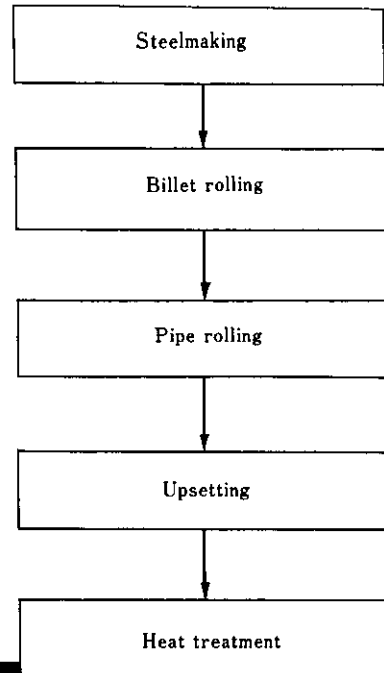 Steelmaking
Billet rolling
Pipe rolling
Upsetting
Heat treatment